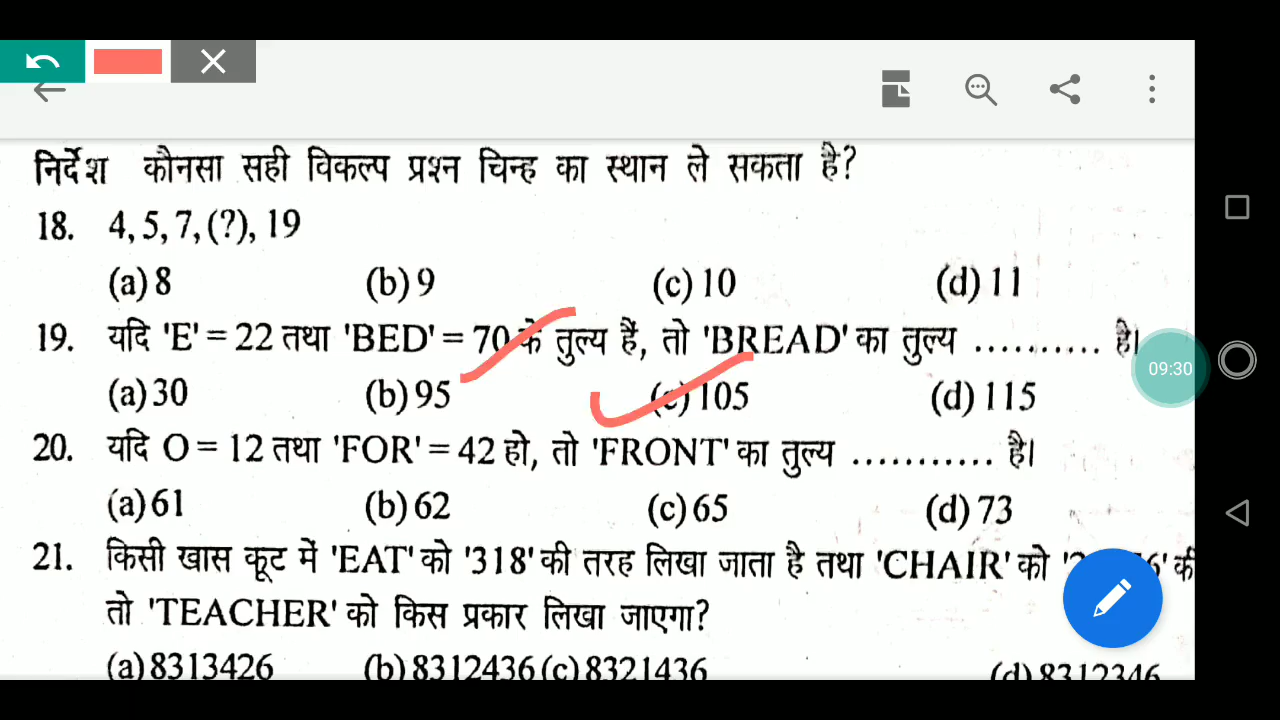 निर्देश कौनसा सही विकल्प प्रश्न चिन्ह का स्थान ले सकता है?
18. 4, 5, 7, (?), 19
(a) 8 (b) 9 (c) 10 (d) 11
19. यदि 'E' = 22 तथा 'BED' = 70 के तुल्य हैं, तो 'BREAD' का तुल्य .......... है।
(a) 30 (b) 95 (c) 105 (d) 115
09:30
20. यदि O = 12 तथा 'FOR' = 42 हो, तो 'FRONT' का तुल्य ............ है।
(a) 61 (b) 62 (c) 65 (d) 73
21. किसी खास कूट में 'EAT' को '318' की तरह लिखा जाता है तथा 'CHAIR' को
तो 'TEACHER' को किस प्रकार लिखा जाएगा?
(a) 8313426 (b) 8312436 (c) 8321436 (d) 8312346